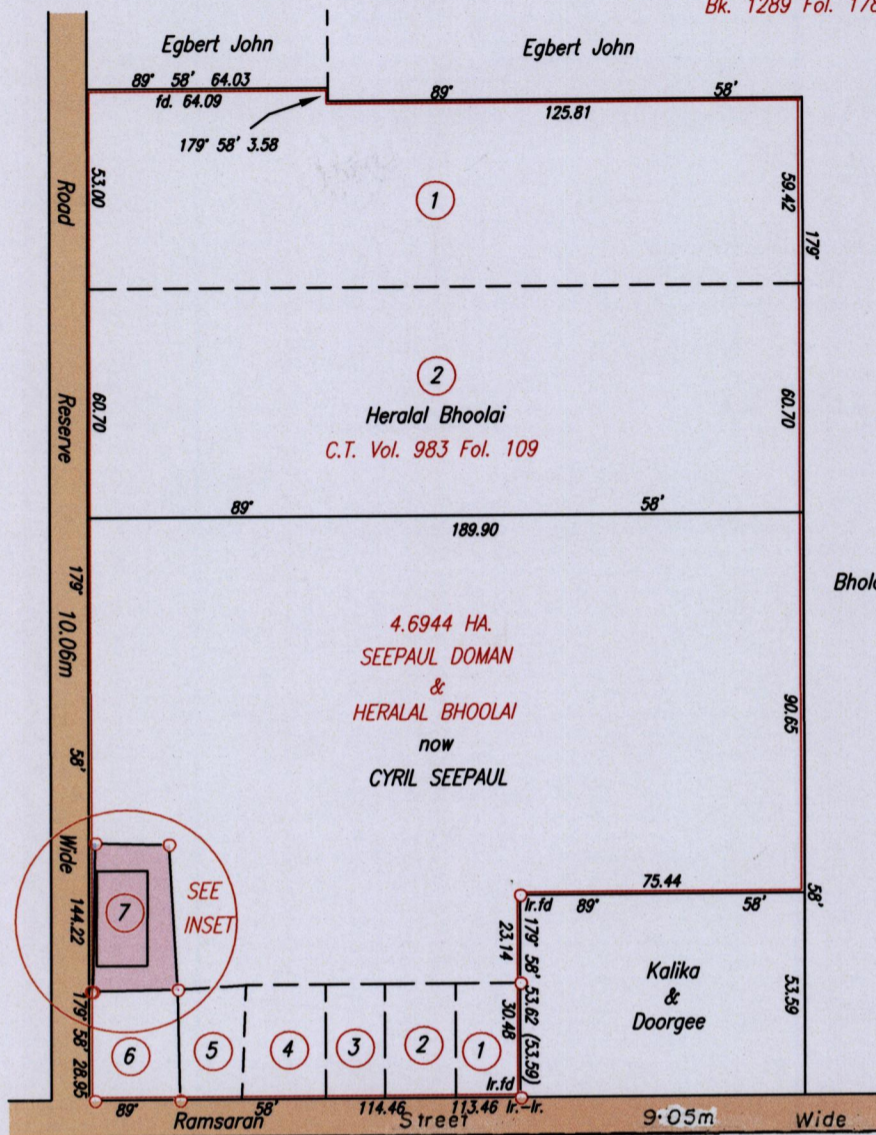 Bk. 1289 Fol. 178
Egbert John
Egbert John
89° 58' 64.03
fd. 64.09
179° 58' 3.58
89° 58'
125.81
53.00
Road
1
59.42
179°
2
Heralal Bhoolai
C.T. Vol. 983 Fol. 109
60.70
Reserve
60.70
89° 58'
189.90
179°
10.06m
58'
Wide
4.6944 HA.
SEEPAUL DOMAN
&
HERALAL BHOOLAI
now
CYRIL SEEPAUL
90.65
7
SEE
INSET
144.22
75.44
Ir.fd 89° 58'
58'
23.14
179° 58' 53.62 (53.59)
30.48
Kalika
&
Doorgee
53.59
179° 58' 28.95
6
5
4
3
2
1
Ir.fd
89° 58' 114.46 113.46 Ir.-Ir.
Ramsaran Street 9.05m Wide